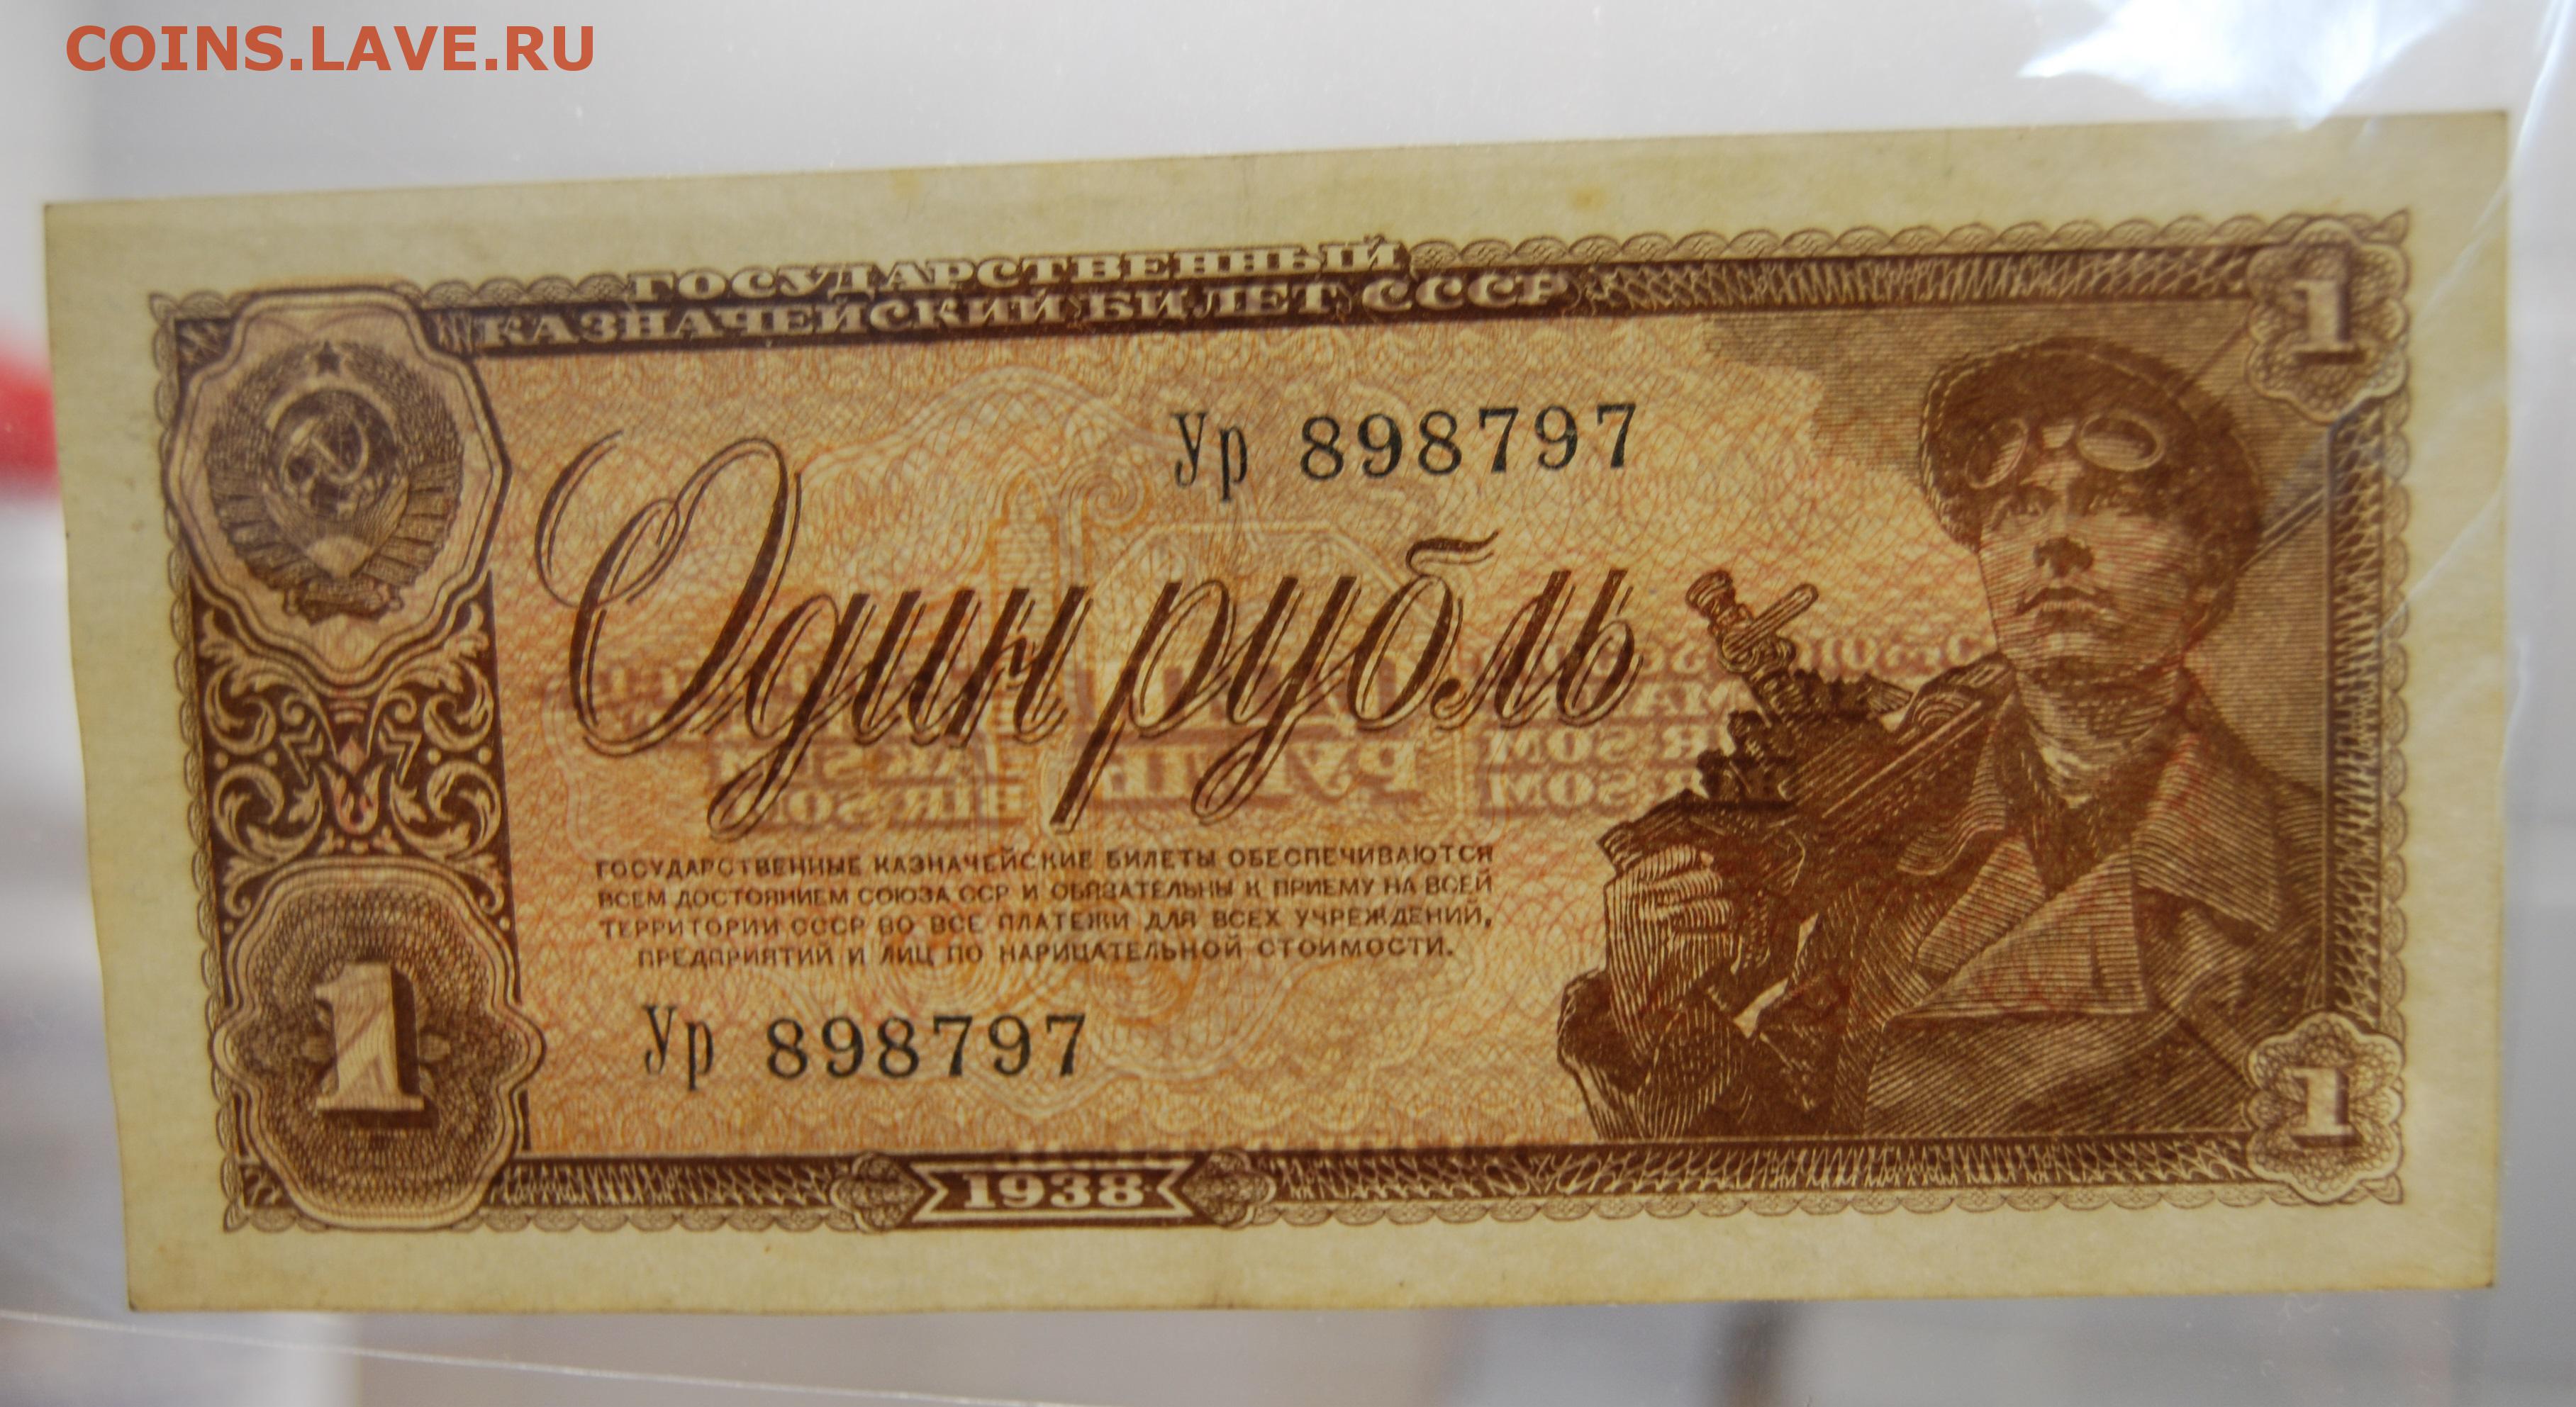 COINS.LAVE.RU
ГОСУДАРСТВЕННЫЙ
КАЗНАЧЕЙСКИЙ БИЛЕТ СССР
1
Ур 898797
Один рубль
ГОСУДАРСТВЕННЫЕ КАЗНАЧЕЙСКИЕ БИЛЕТЫ ОБЕСПЕЧИВАЮТСЯ
ВСЕМ ДОСТОЯНИЕМ СОЮЗА ССР И ОБЯЗАТЕЛЬНЫ К ПРИЕМУ НА ВСЕЙ
ТЕРРИТОРИИ СССР ВО ВСЕ ПЛАТЕЖИ ДЛЯ ВСЕХ УЧРЕЖДЕНИЙ,
ПРЕДПРИЯТИЙ И ЛИЦ ПО НАРИЦАТЕЛЬНОЙ СТОИМОСТИ.
1
Ур 898797
1
1938